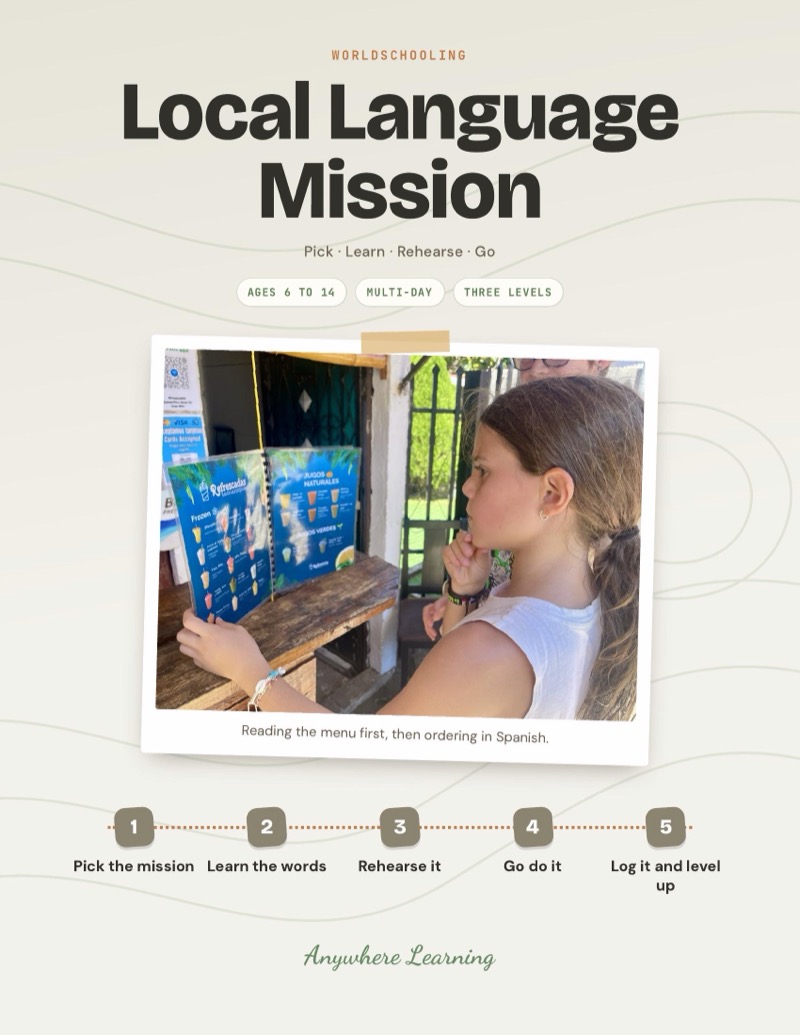 WORLDSCHOOLING
Local Language
Mission
Pick · Learn · Rehearse · Go
AGES 6 TO 14
MULTI-DAY
THREE LEVELS
VISA
Cards Accepted
Refrescadas
Frozen
JUGOS
NATURALES
JUGOS VERDES
Reading the menu first, then ordering in Spanish.
1
2
3
4
5
Pick the mission
Learn the words
Rehearse it
Go do it
Log it and level
up
Anywhere Learning